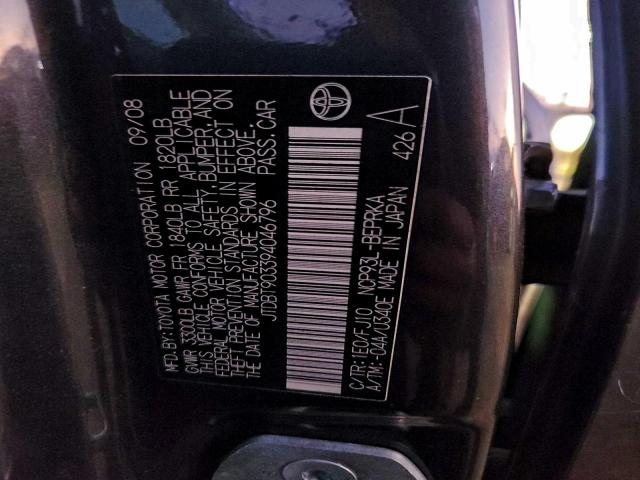 MFD.BY: TOYOTA MOTOR CORPORATION 09/08
GVWR 3300LB GAWR FR 1840LB RR 1820LB
THIS VEHICLE CONFORMS TO ALL APPLICABLE
FEDERAL MOTOR VEHICLE SAFETY, BUMPER, AND
THEFT PREVENTION STANDARDS IN EFFECT ON
THE DATE OF MANUFACTURE SHOWN ABOVE.
JTDBT903394046796 PASS. CAR
C/TR: 1E0/FJ10 NCP93L-BEPRKA
A/TM: -04A/U340E MADE IN JAPAN 426 A